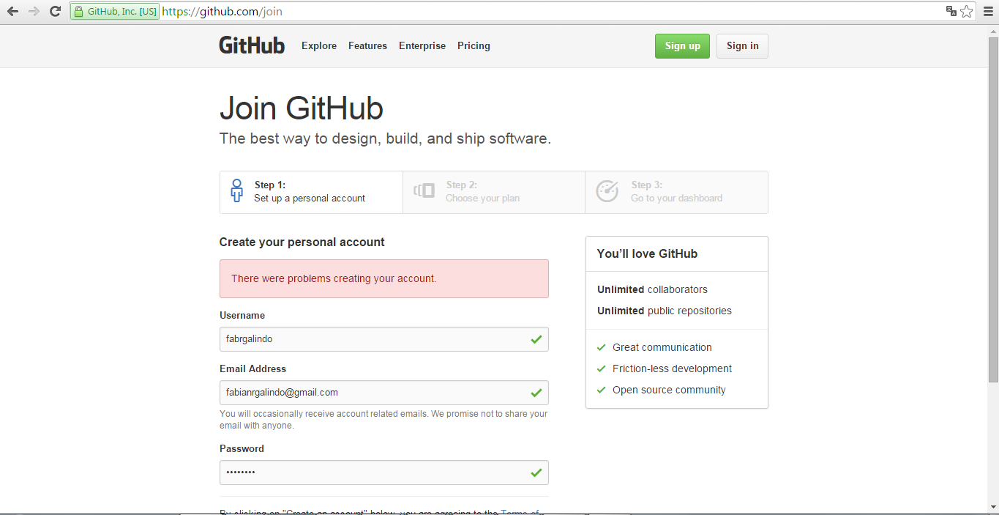 GitHub, Inc. [US] https://github.com/join
GitHub Explore Features Enterprise Pricing Sign up Sign in
Join GitHub
The best way to design, build, and ship software.
Step 1:
Set up a personal account
Step 2:
Choose your plan
Step 3:
Go to your dashboard
Create your personal account
There were problems creating your account.
Username
fabrgalindo
Email Address
fabianrgalindo@gmail.com
You will occasionally receive account related emails. We promise not to share your
email with anyone.
Password
••••••••
By clicking on "Create an account" below, you are agreeing to the Terms of
You'll love GitHub
Unlimited collaborators
Unlimited public repositories
Great communication
Friction-less development
Open source community